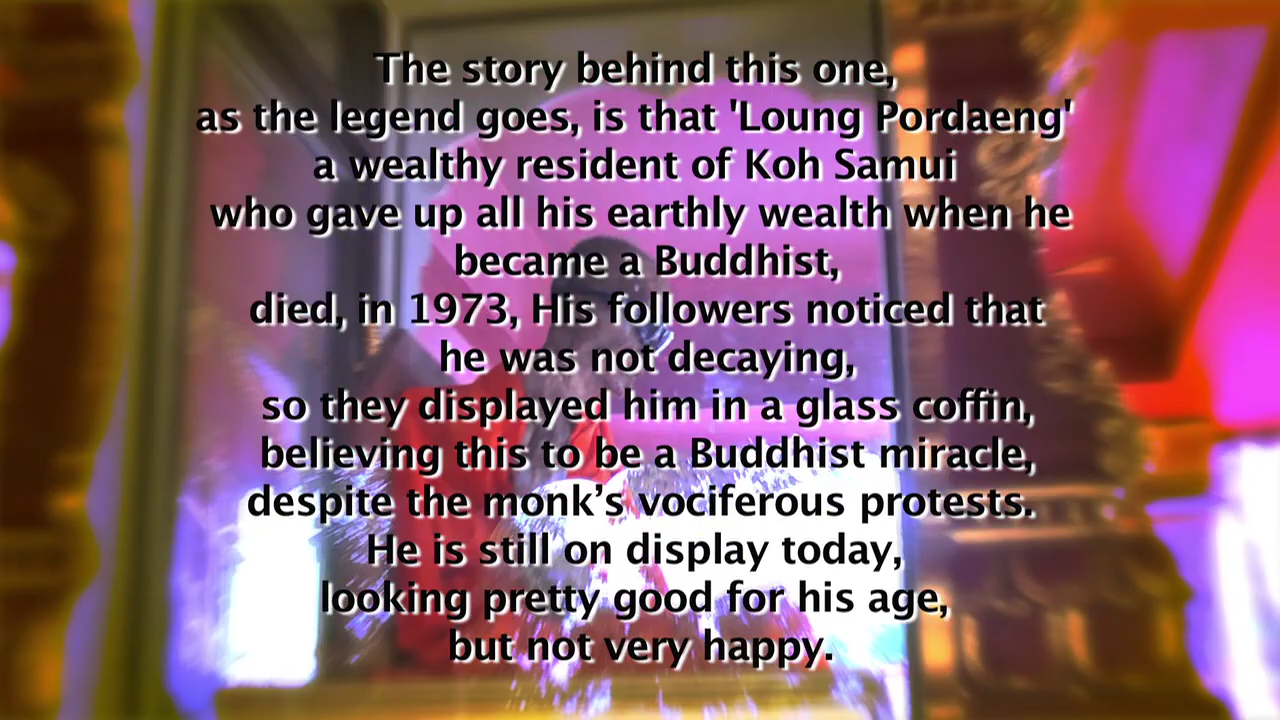 The story behind this one,
as the legend goes, is that 'Loung Pordaeng'
a wealthy resident of Koh Samui
who gave up all his earthly wealth when he
became a Buddhist,
died, in 1973, His followers noticed that
he was not decaying,
so they displayed him in a glass coffin,
believing this to be a Buddhist miracle,
despite the monk’s vociferous protests.
He is still on display today,
looking pretty good for his age,
but not very happy.